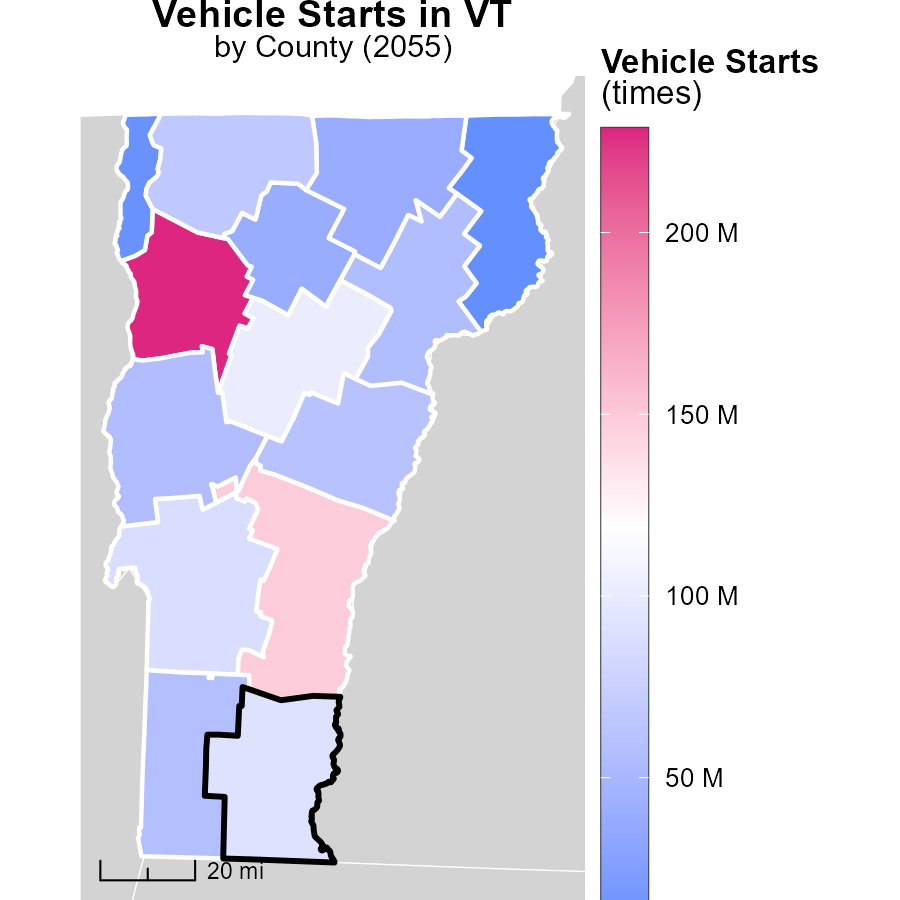 Vehicle Starts in VT
by County (2055)
Vehicle Starts
(times)
200 M
150 M
100 M
50 M
20 mi